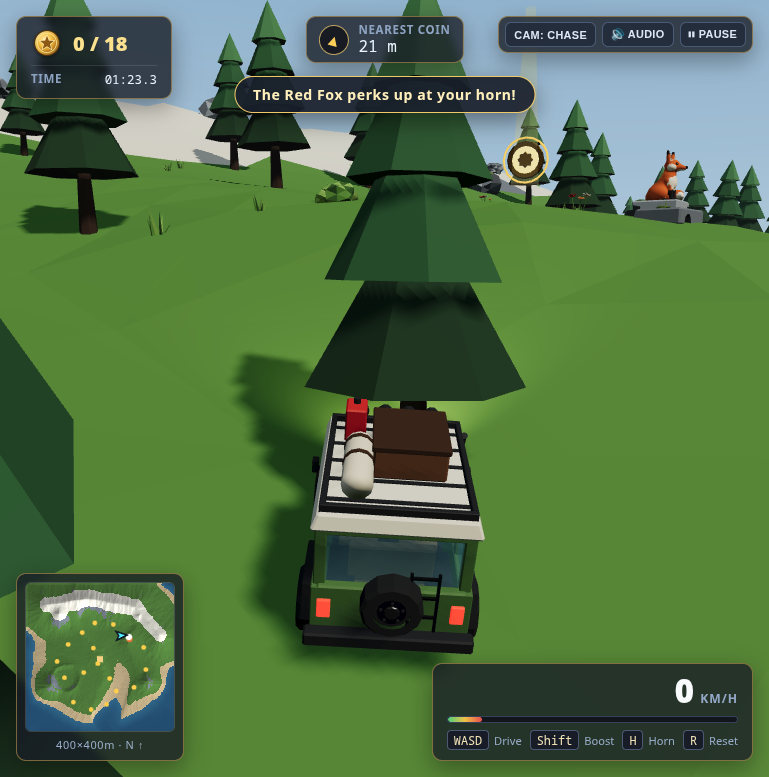 0 / 18
TIME 01:23.3
NEAREST COIN
21 m
CAM: CHASE
AUDIO
PAUSE
The Red Fox perks up at your horn!
400×400m · N ↑
0 KM/H
WASD Drive Shift Boost H Horn R Reset